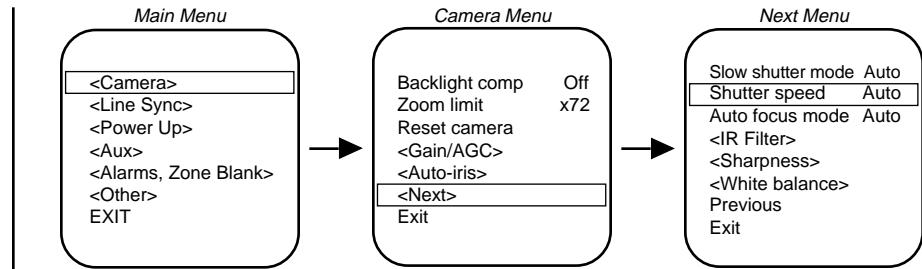 Main Menu
<Camera>
<Line Sync>
<Power Up>
<Aux>
<Alarms, Zone Blank>
<Other>
EXIT
Camera Menu
Backlight comp Off
Zoom limit x72
Reset camera
<Gain/AGC>
<Auto-iris>
<Next>
Exit
Next Menu
Slow shutter mode Auto
Shutter speed Auto
Auto focus mode Auto
<IR Filter>
<Sharpness>
<White balance>
Previous
Exit